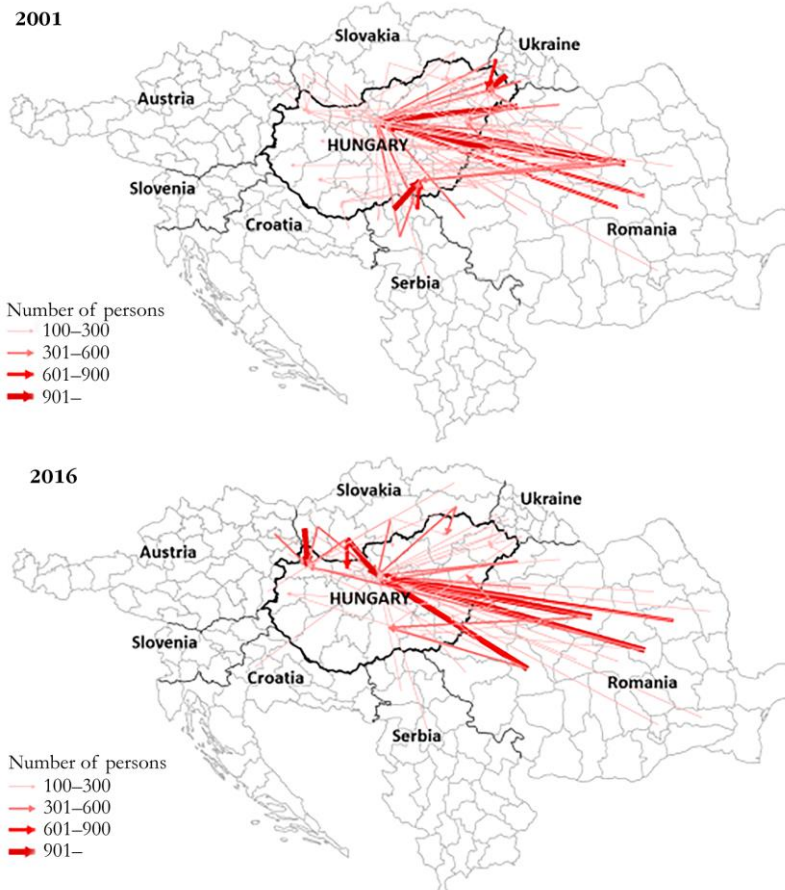 2001
Slovakia
Ukraine
Austria
HUNGARY
Slovenia
Croatia
Romania
Serbia
Number of persons
100–300
301–600
601–900
901–
2016
Slovakia
Ukraine
Austria
HUNGARY
Slovenia
Croatia
Romania
Serbia
Number of persons
100–300
301–600
601–900
901–